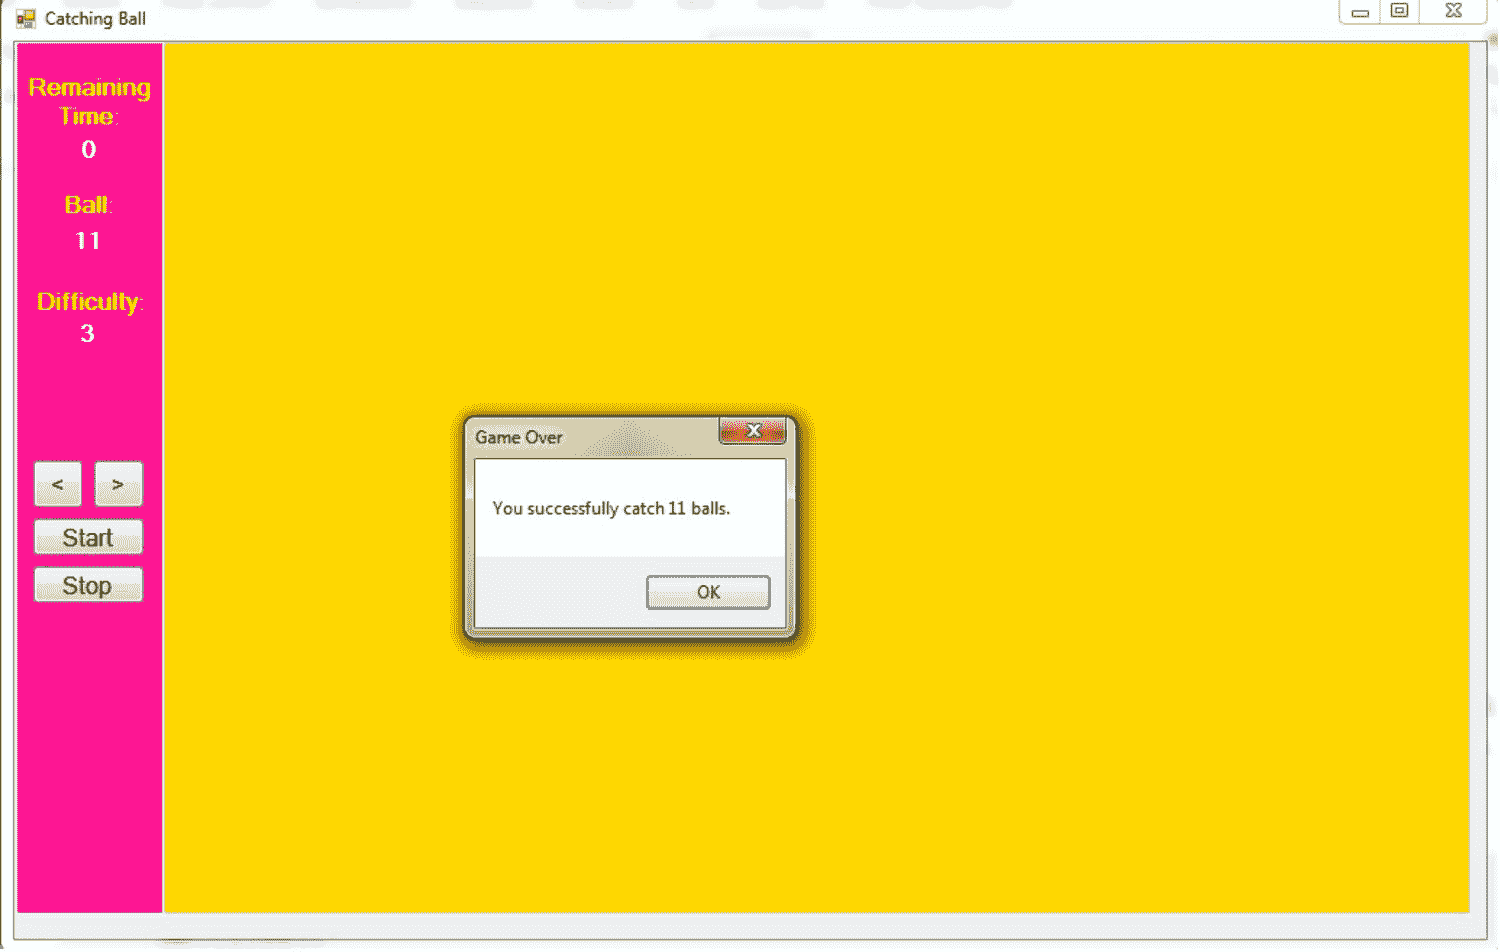 Catching Ball
Remaining
Time:
0
Ball:
11
Difficulty:
3
< >
Start
Stop
Game Over
You successfully catch 11 balls.
OK